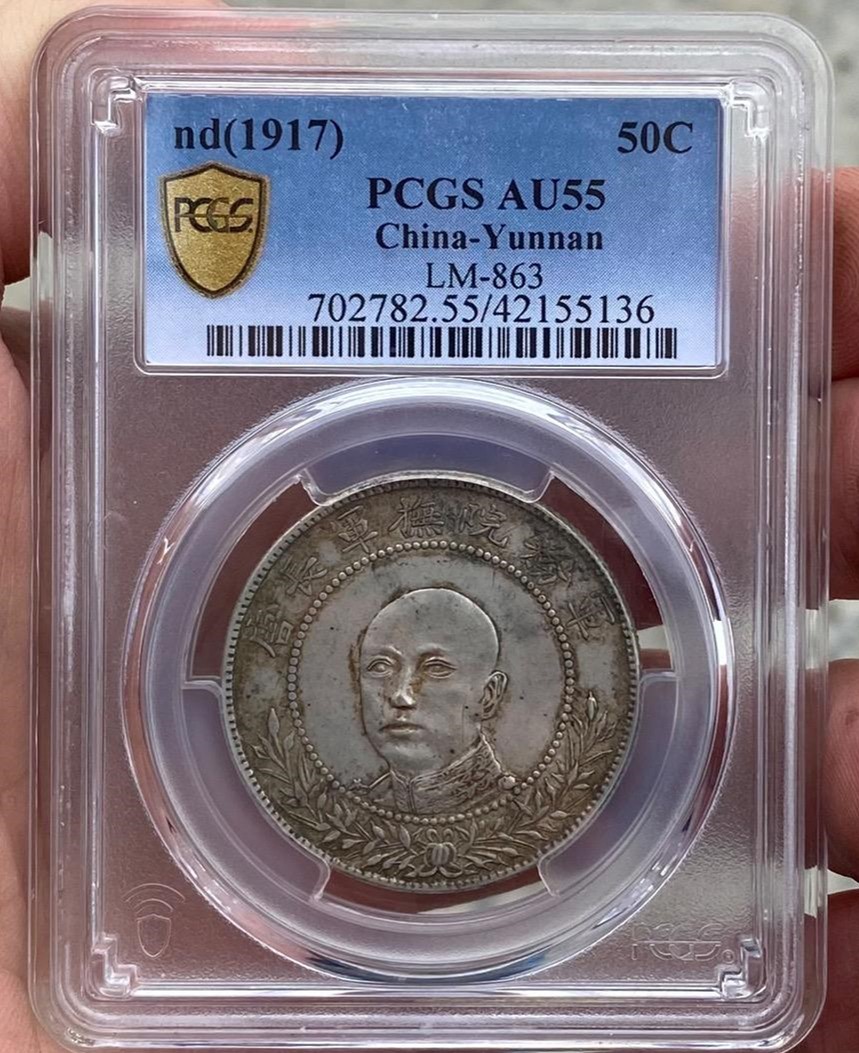 nd(1917) 50C
PCGS
PCGS AU55
China-Yunnan
LM-863
702782.55/42155136
軍務院撫軍長唐
PCGS